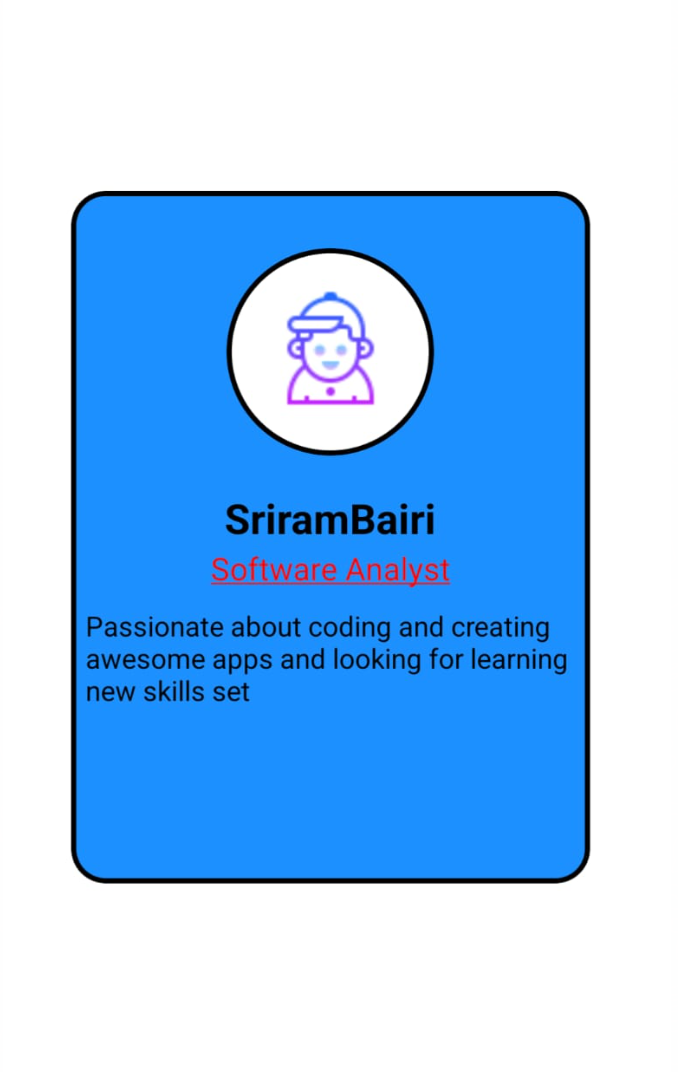 SriramBairi
Software Analyst
Passionate about coding and creating
awesome apps and looking for learning
new skills set